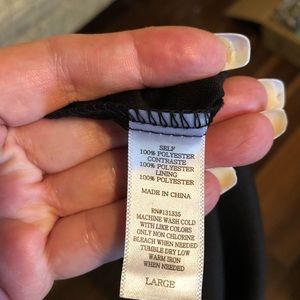 SELF
100% POLYESTER
CONTRASTE
100% POLYESTER
LINING
100% POLYESTER
MADE IN CHINA
RN#131335
MACHINE WASH COLD
WITH LIKE COLORS
ONLY NON CHLORINE
BLEACH WHEN NEEDED
TUMBLE DRY LOW
WARM IRON
WHEN NEEDED
LARGE